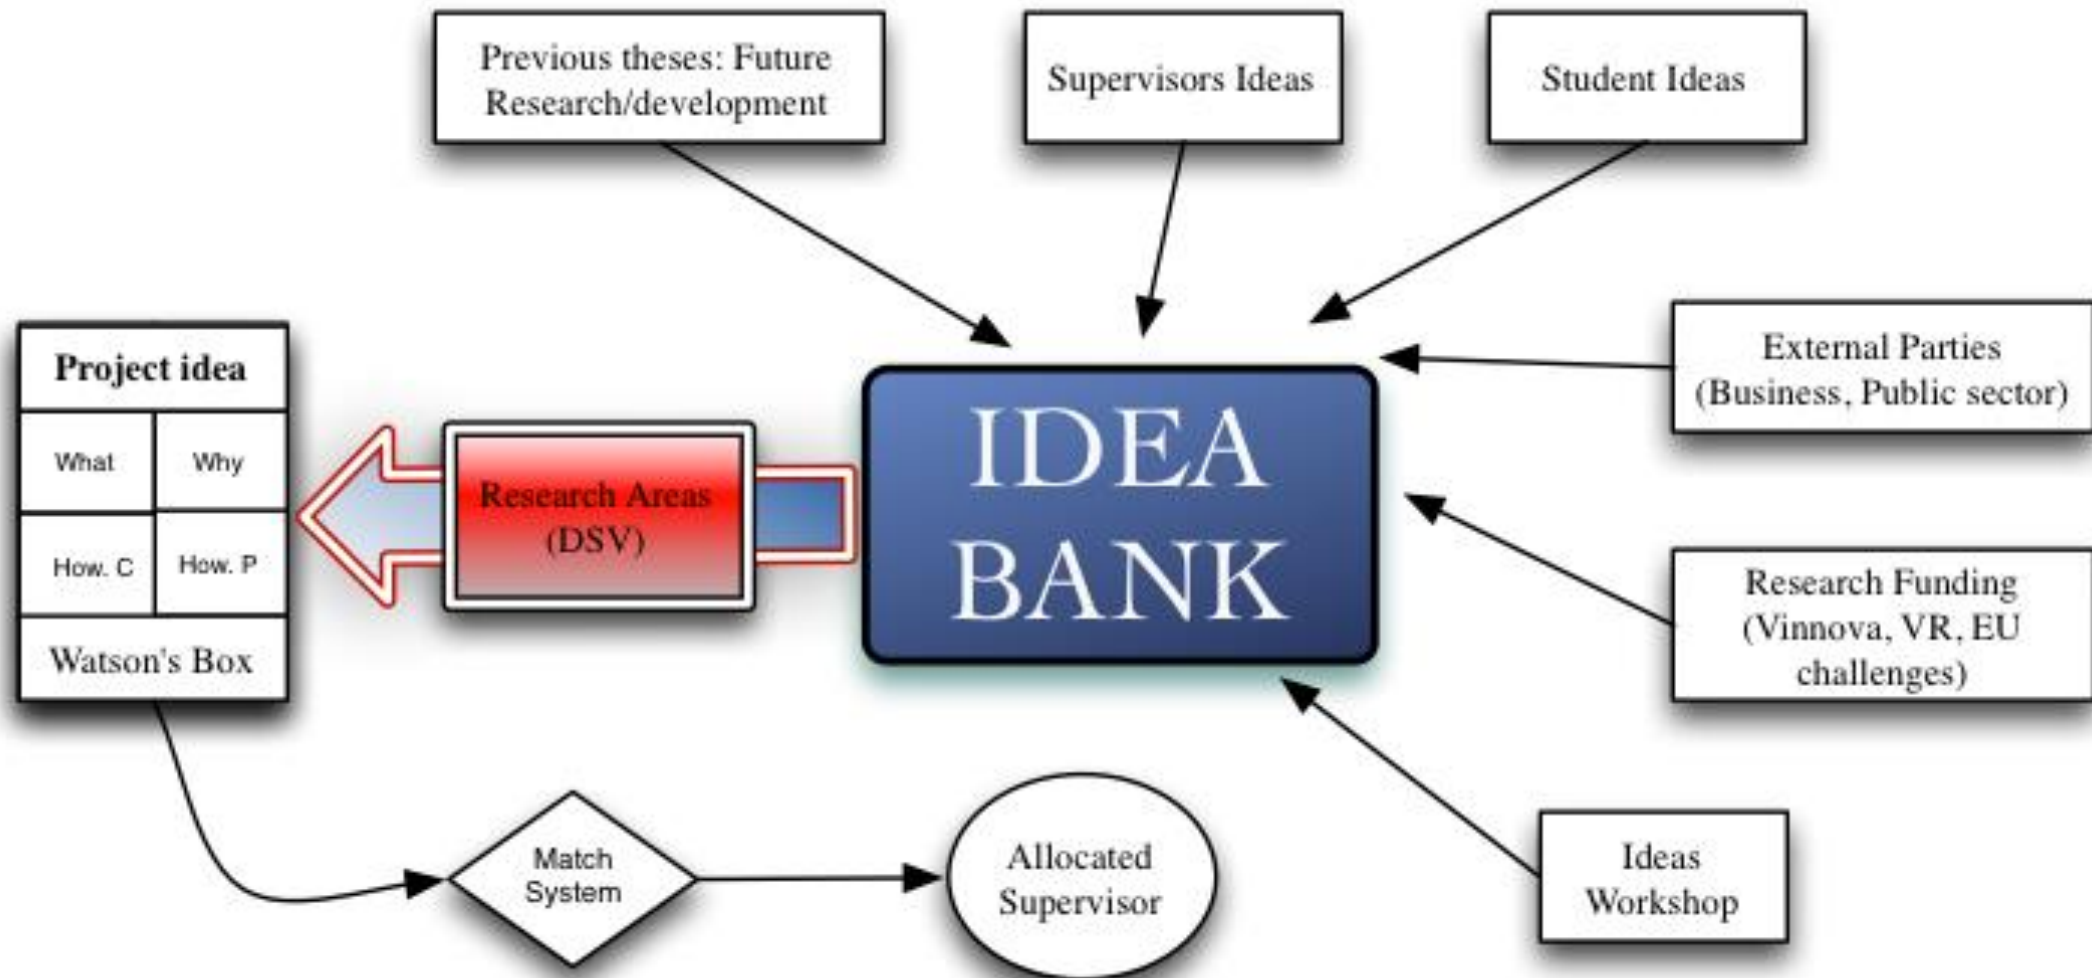 Previous theses: Future
Research/development
Supervisors Ideas
Student Ideas
External Parties
(Business, Public sector)
Project idea
What
Why
How. C
How. P
Watson's Box
Research Areas
(DSV)
IDEA
BANK
Research Funding
(Vinnova, VR, EU
challenges)
Match
System
Allocated
Supervisor
Ideas
Workshop